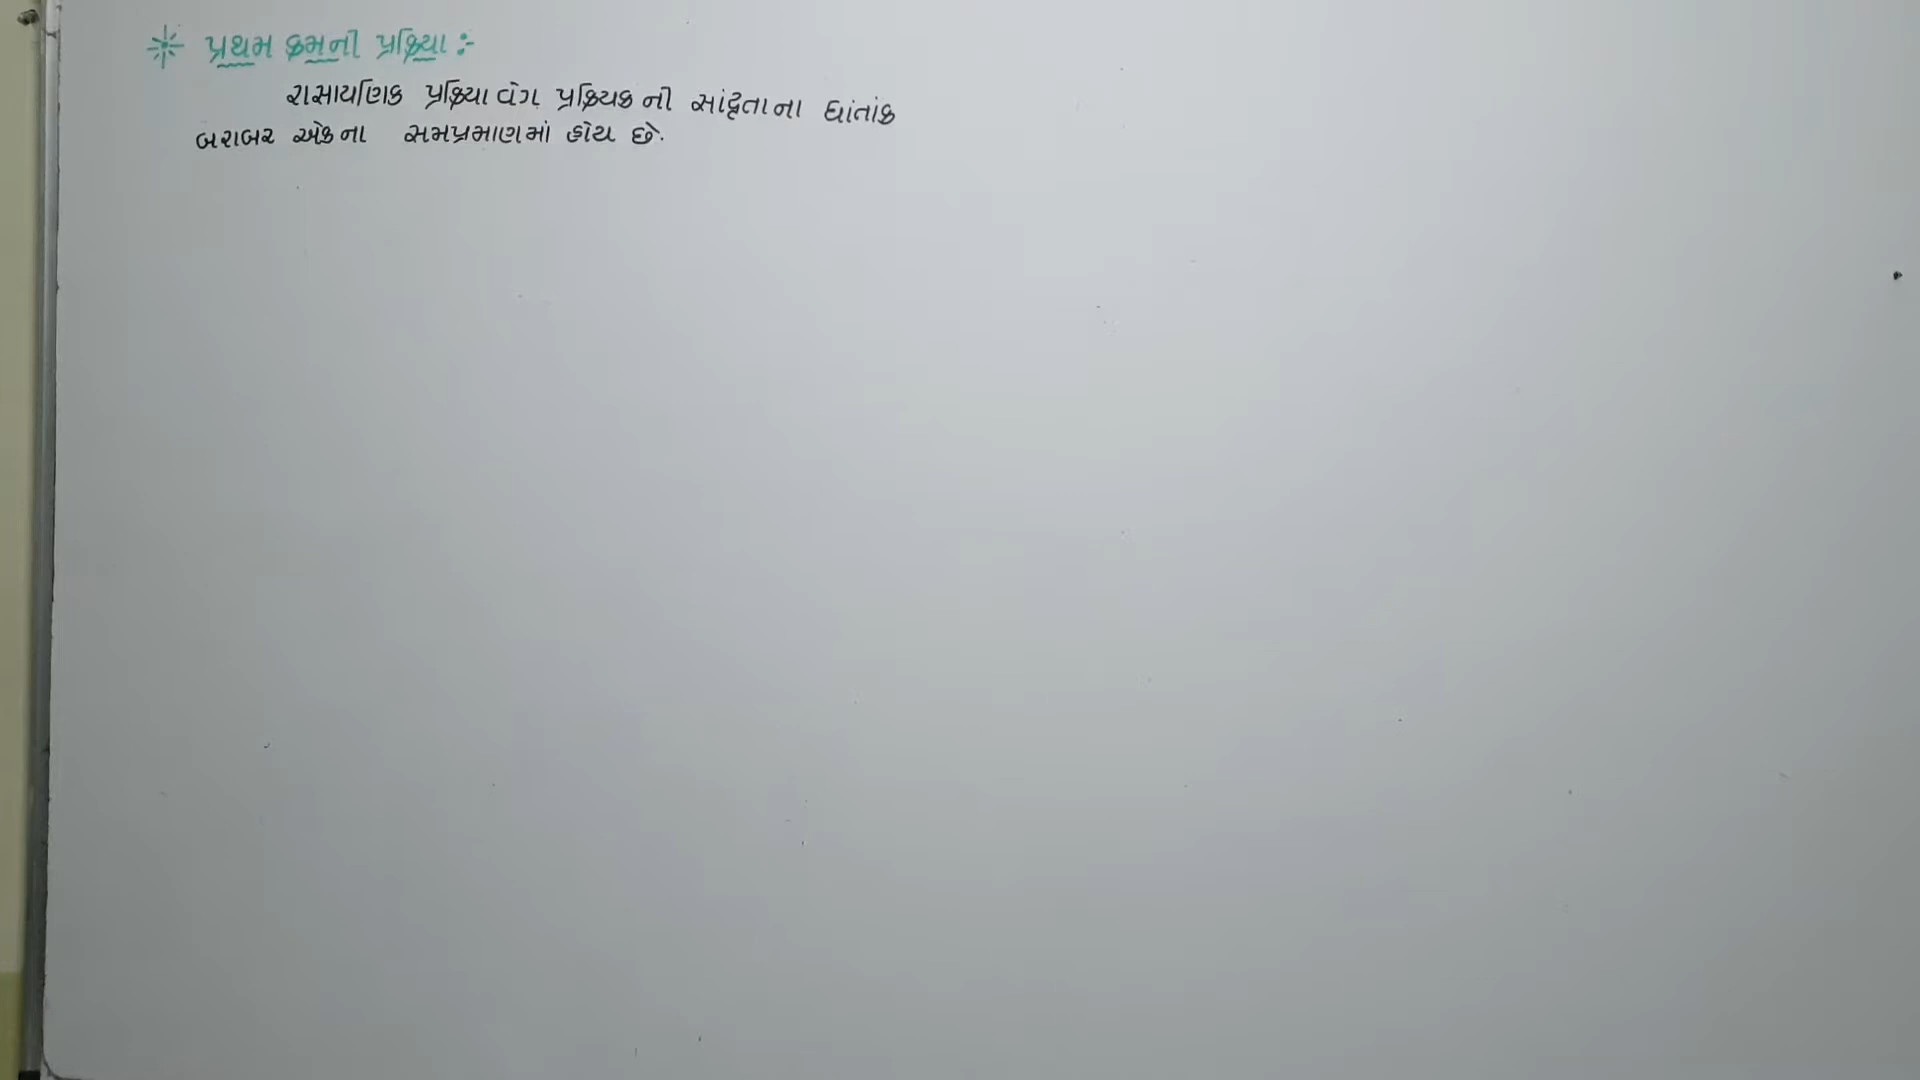 * પ્રથમ ક્રમની પ્રક્રિયા :-
રાસાયણિક પ્રક્રિયા વેગ પ્રક્રિયક ની સાંદ્રતાના ઘાંતાંક
બરાબર એકના સમપ્રમાણમાં હોય છે.